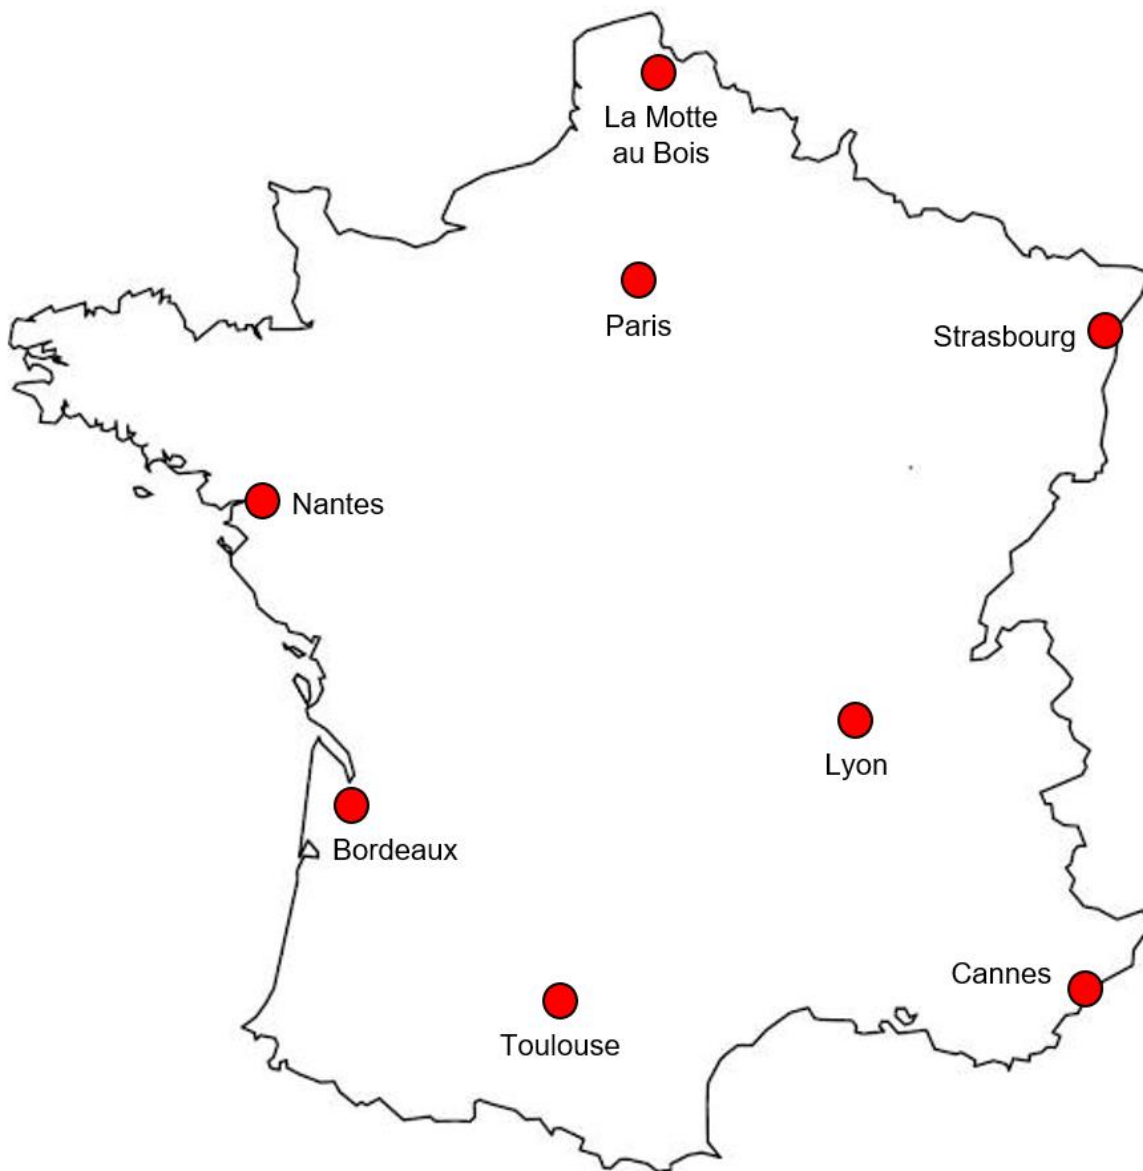 La Motte
au Bois
Paris
Strasbourg
Nantes
Lyon
Bordeaux
Cannes
Toulouse